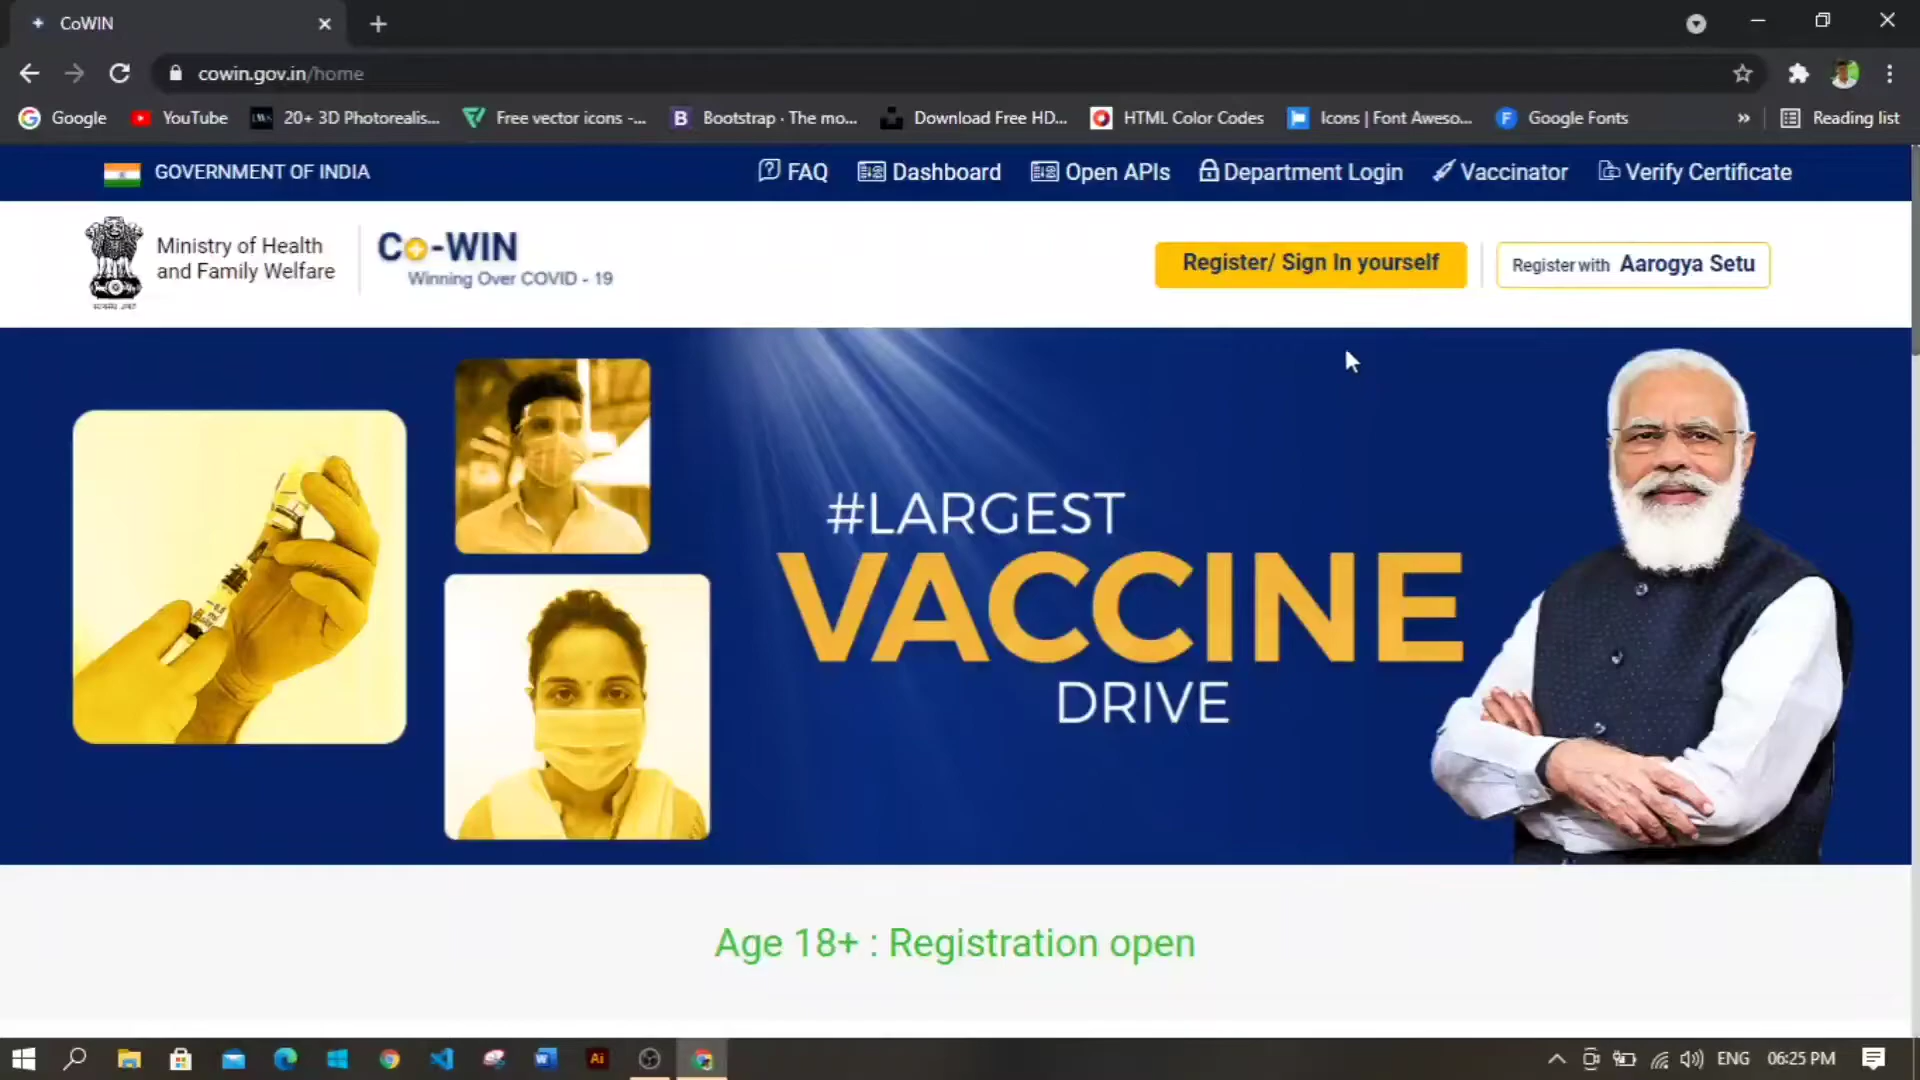 CoWIN
cowin.gov.in/home
Google
YouTube
20+ 3D Photorealis...
Free vector icons -...
Bootstrap · The mo...
Download Free HD...
HTML Color Codes
Icons | Font Aweso...
Google Fonts
»
Reading list
GOVERNMENT OF INDIA
FAQ
Dashboard
Open APIs
Department Login
Vaccinator
Verify Certificate
Ministry of Health
and Family Welfare
Co-WIN
Winning Over COVID - 19
Register/ Sign In yourself
Register with Aarogya Setu
#LARGEST
VACCINE
DRIVE
Age 18+ : Registration open
ENG
06:25 PM